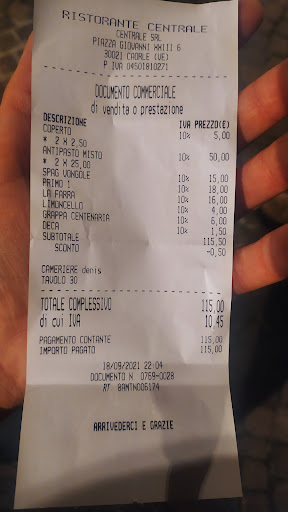 RISTORANTE CENTRALE
CENTRALE SRL
PIAZZA GIOVANNI XXIII 6
30021 CAORLE (VE)
P.IVA 04501810271
DOCUMENTO COMMERCIALE
di vendita o prestazione
DESCRIZIONE IVA PREZZO(€)
COPERTO 10% 5,00
* 2 X 2,50
ANTIPASTO MISTO 10% 50,00
* 2 X 25,00
SPAG VONGOLE 10% 15,00
PRIMO 1 10% 18,00
LA FARRA 10% 16,00
LIMONCELLO 10% 4,00
GRAPPA CENTENARIA 10% 6,00
DECA 10% 1,50
SUBTOTALE 115,50
SCONTO -0,50
CAMERIERE denis
TAVOLO 30
TOTALE COMPLESSIVO 115,00
di cui IVA 10,45
PAGAMENTO CONTANTE 115,00
IMPORTO PAGATO 115,00
18/09/2021 22:04
DOCUMENTO N. 0769-0028
RT 8AMTN006174
ARRIVEDERCI E GRAZIE